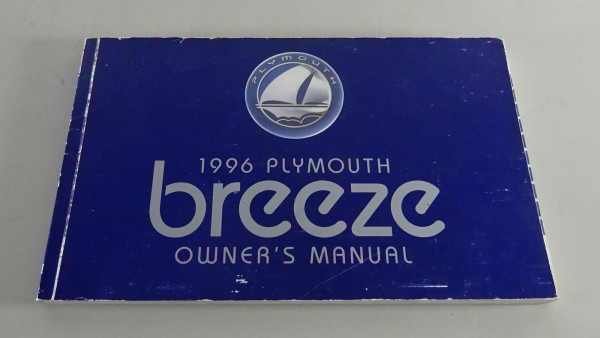 PLYMOUTH
1996 PLYMOUTH
breeze
OWNER'S MANUAL